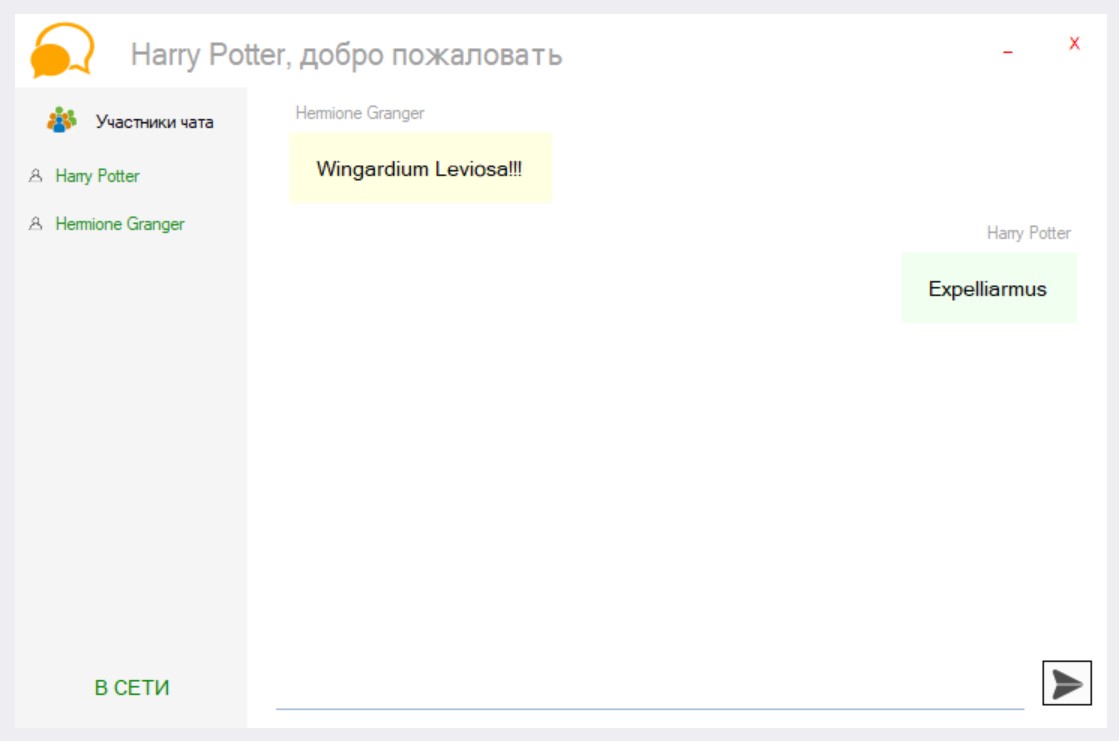 Harry Potter, добро пожаловать
_ X
Участники чата
Harry Potter
Hermione Granger
Hermione Granger
Wingardium Leviosa!!!
Harry Potter
Expelliarmus
В СЕТИ